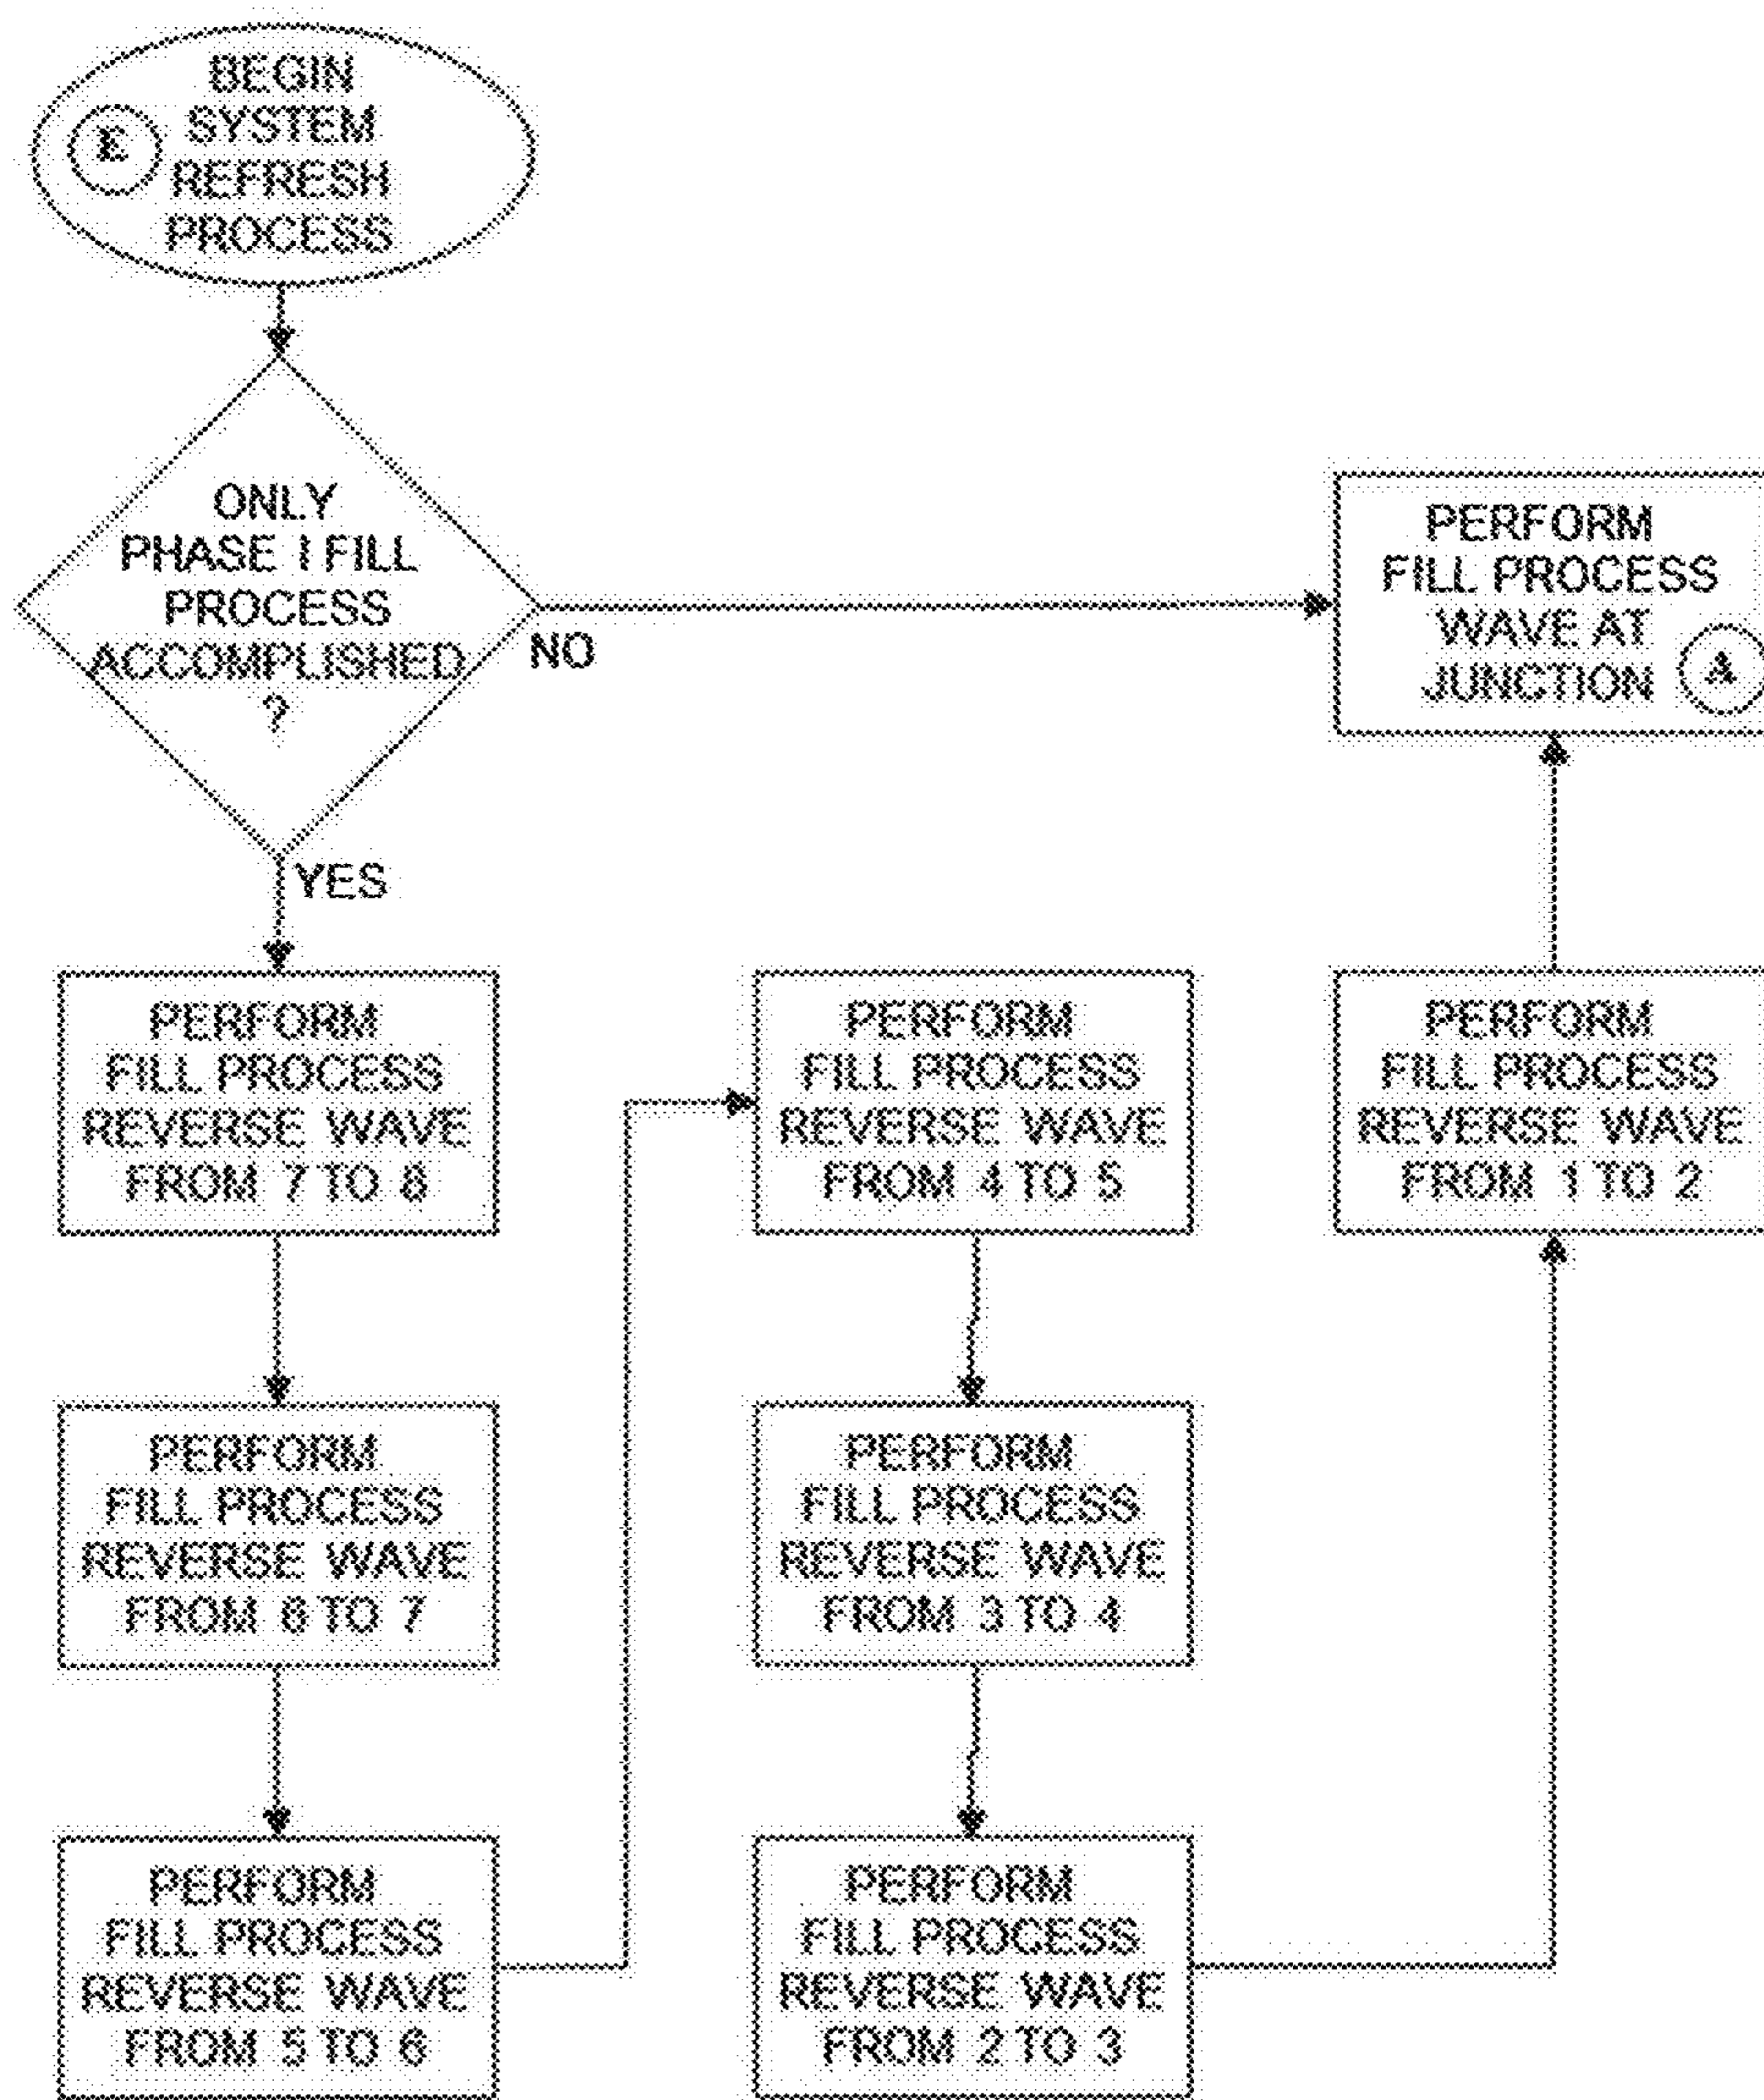 BEGIN
SYSTEM
E
REFRESH
PROCESS
ONLY
PHASE I FILL
PROCESS
ACCOMPLISHED
?
NO
YES
PERFORM
FILL PROCESS
WAVE AT
JUNCTION
A
PERFORM
FILL PROCESS
REVERSE WAVE
FROM 7 TO 8
PERFORM
FILL PROCESS
REVERSE WAVE
FROM 6 TO 7
PERFORM
FILL PROCESS
REVERSE WAVE
FROM 5 TO 6
PERFORM
FILL PROCESS
REVERSE WAVE
FROM 4 TO 5
PERFORM
FILL PROCESS
REVERSE WAVE
FROM 3 TO 4
PERFORM
FILL PROCESS
REVERSE WAVE
FROM 2 TO 3
PERFORM
FILL PROCESS
REVERSE WAVE
FROM 1 TO 2